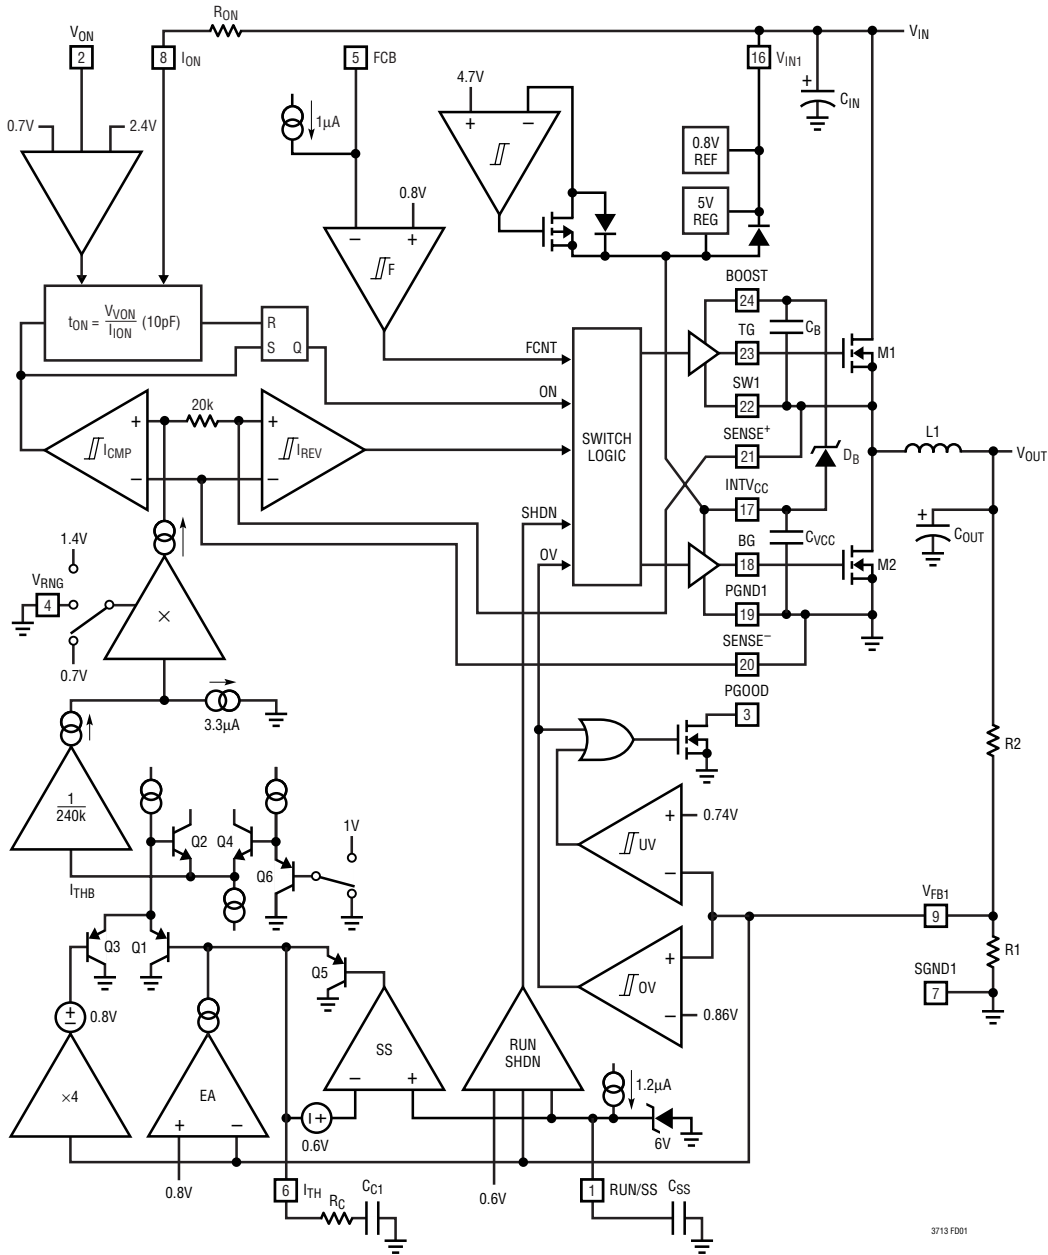 R_ON
V_ON
2
8
I_ON
5
FCB
16
V_IN1
V_IN
+
C_IN
4.7V
+
−
1µA
0.7V
2.4V
0.8V
REF
0.8V
5V
REG
−
+
F
BOOST
24
C_B
TG
23
M1
t_ON = V_VON / I_ION (10pF)
R
S
Q
FCNT
ON
SW1
22
20k
+
I_CMP
−
+
I_REV
−
SWITCH
LOGIC
SENSE+
21
D_B
L1
V_OUT
INTV_CC
17
C_VCC
+
C_OUT
SHDN
OV
BG
18
M2
1.4V
V_RNG
4
0.7V
×
PGND1
19
SENSE−
20
PGOOD
3
3.3µA
R2
1
240k
Q2
Q4
1V
Q6
I_THB
+
0.74V
UV
−
V_FB1
9
Q3
Q1
Q5
+
OV
−
0.86V
R1
SGND1
7
+
−
0.8V
SS
−
+
RUN
SHDN
×4
EA
+
−
1.2µA
6V
− +
0.6V
0.8V
6
I_TH
R_C
C_C1
0.6V
1
RUN/SS
C_SS
3713 FD01